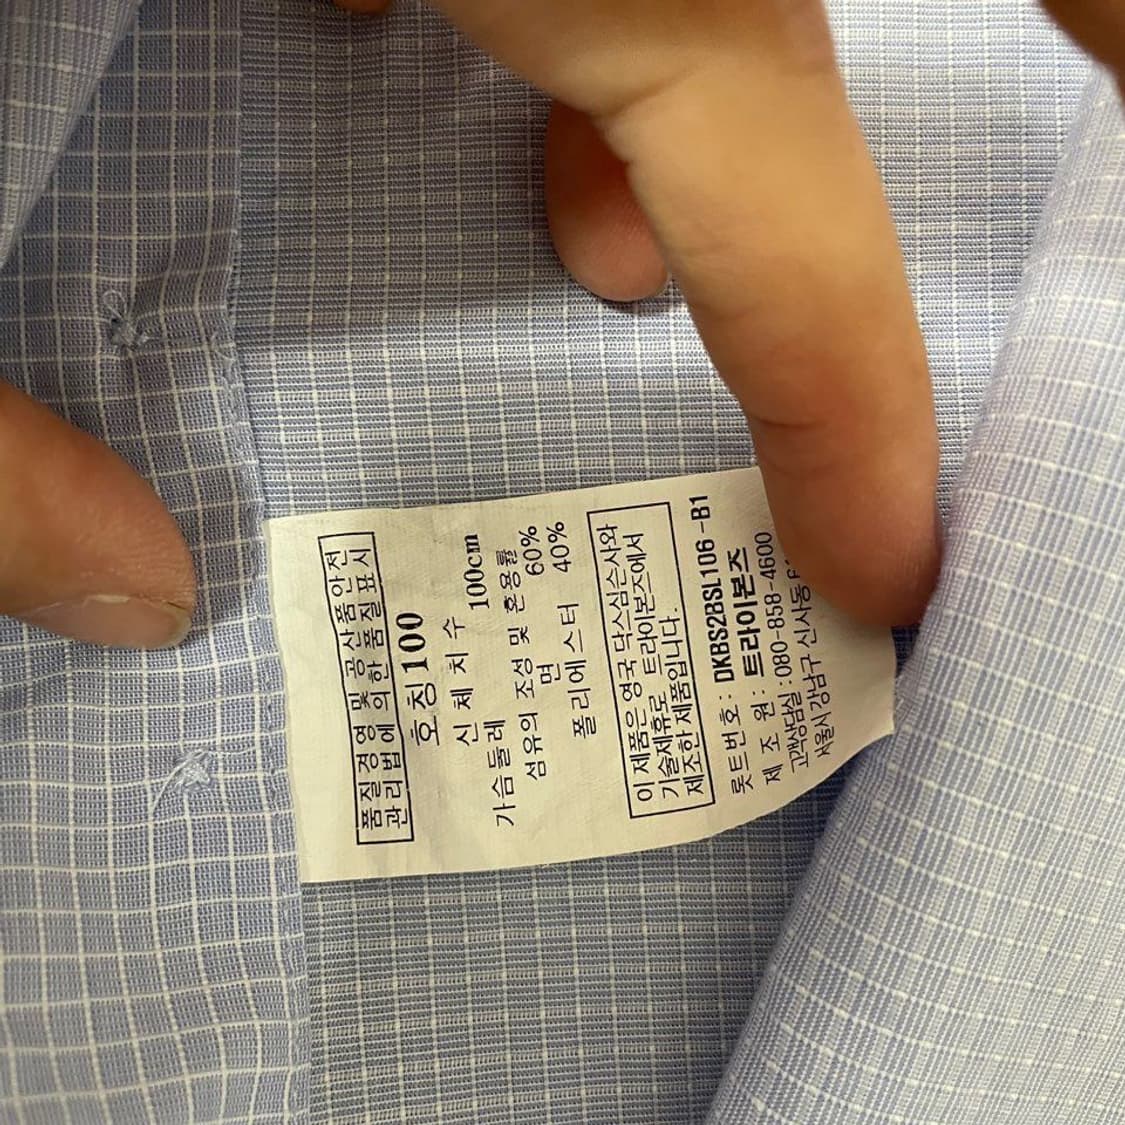 품질경영 및 공산품안전
관리법에 의한 품질표시
호칭 100
신 체 치 수
가슴둘레 100cm
섬유의 조성 및 혼용률
면 60%
폴리에스터 40%
이 제품은 영국 닥스심슨사와
기술제휴로 트라이본즈에서
제조한 제품입니다.
롯트번호 : DKBS2BSL106 -B1
제 조 원 : 트라이본즈
고객상담실 : 080-858-4600
서울시 강남구 신사동